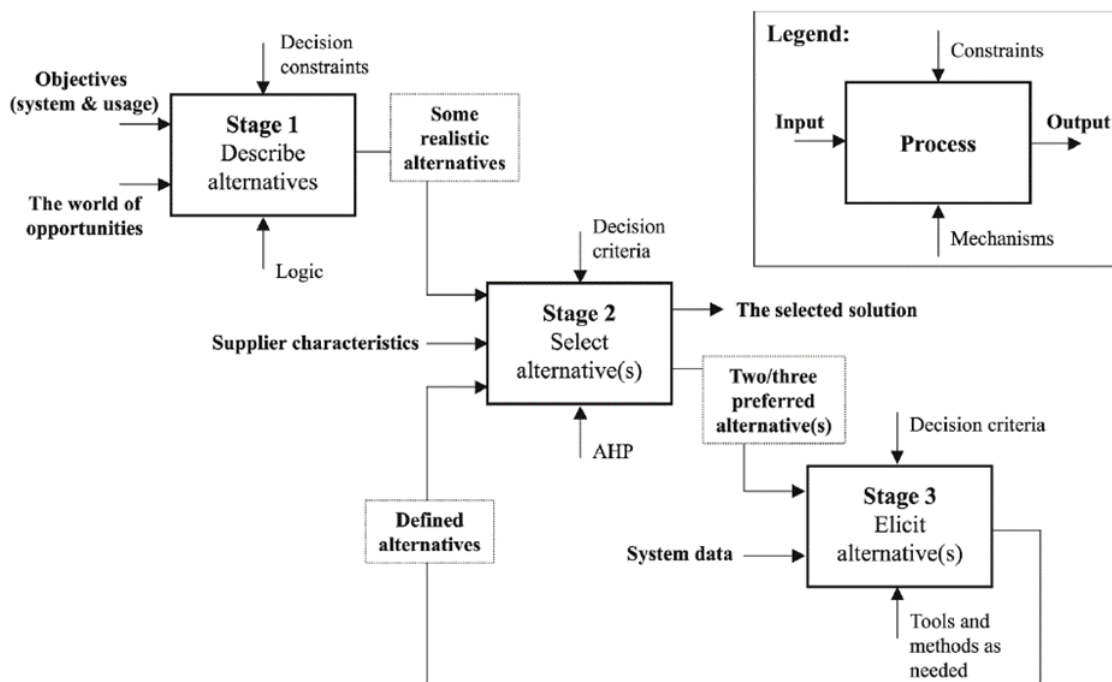 Legend:
Constraints
Input
Process
Output
Mechanisms
Decision
constraints
Objectives
(system & usage)
Stage 1
Describe
alternatives
The world of
opportunities
Logic
Some
realistic
alternatives
Decision
criteria
Supplier characteristics
Stage 2
Select
alternative(s)
The selected solution
AHP
Two/three
preferred
alternative(s)
Decision criteria
Defined
alternatives
System data
Stage 3
Elicit
alternative(s)
Tools and
methods as
needed